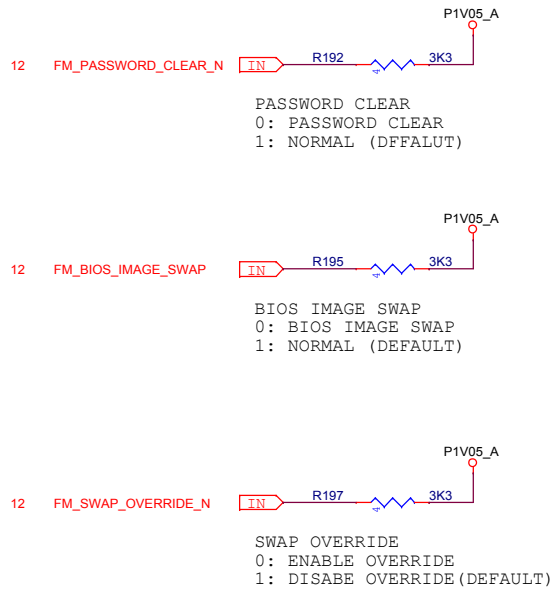 P1V05_A
12 FM_PASSWORD_CLEAR_N IN R192 4 3K3
PASSWORD CLEAR
0: PASSWORD CLEAR
1: NORMAL (DFFALUT)
P1V05_A
12 FM_BIOS_IMAGE_SWAP IN R195 4 3K3
BIOS IMAGE SWAP
0: BIOS IMAGE SWAP
1: NORMAL (DEFAULT)
P1V05_A
12 FM_SWAP_OVERRIDE_N IN R197 4 3K3
SWAP OVERRIDE
0: ENABLE OVERRIDE
1: DISABE OVERRIDE(DEFAULT)